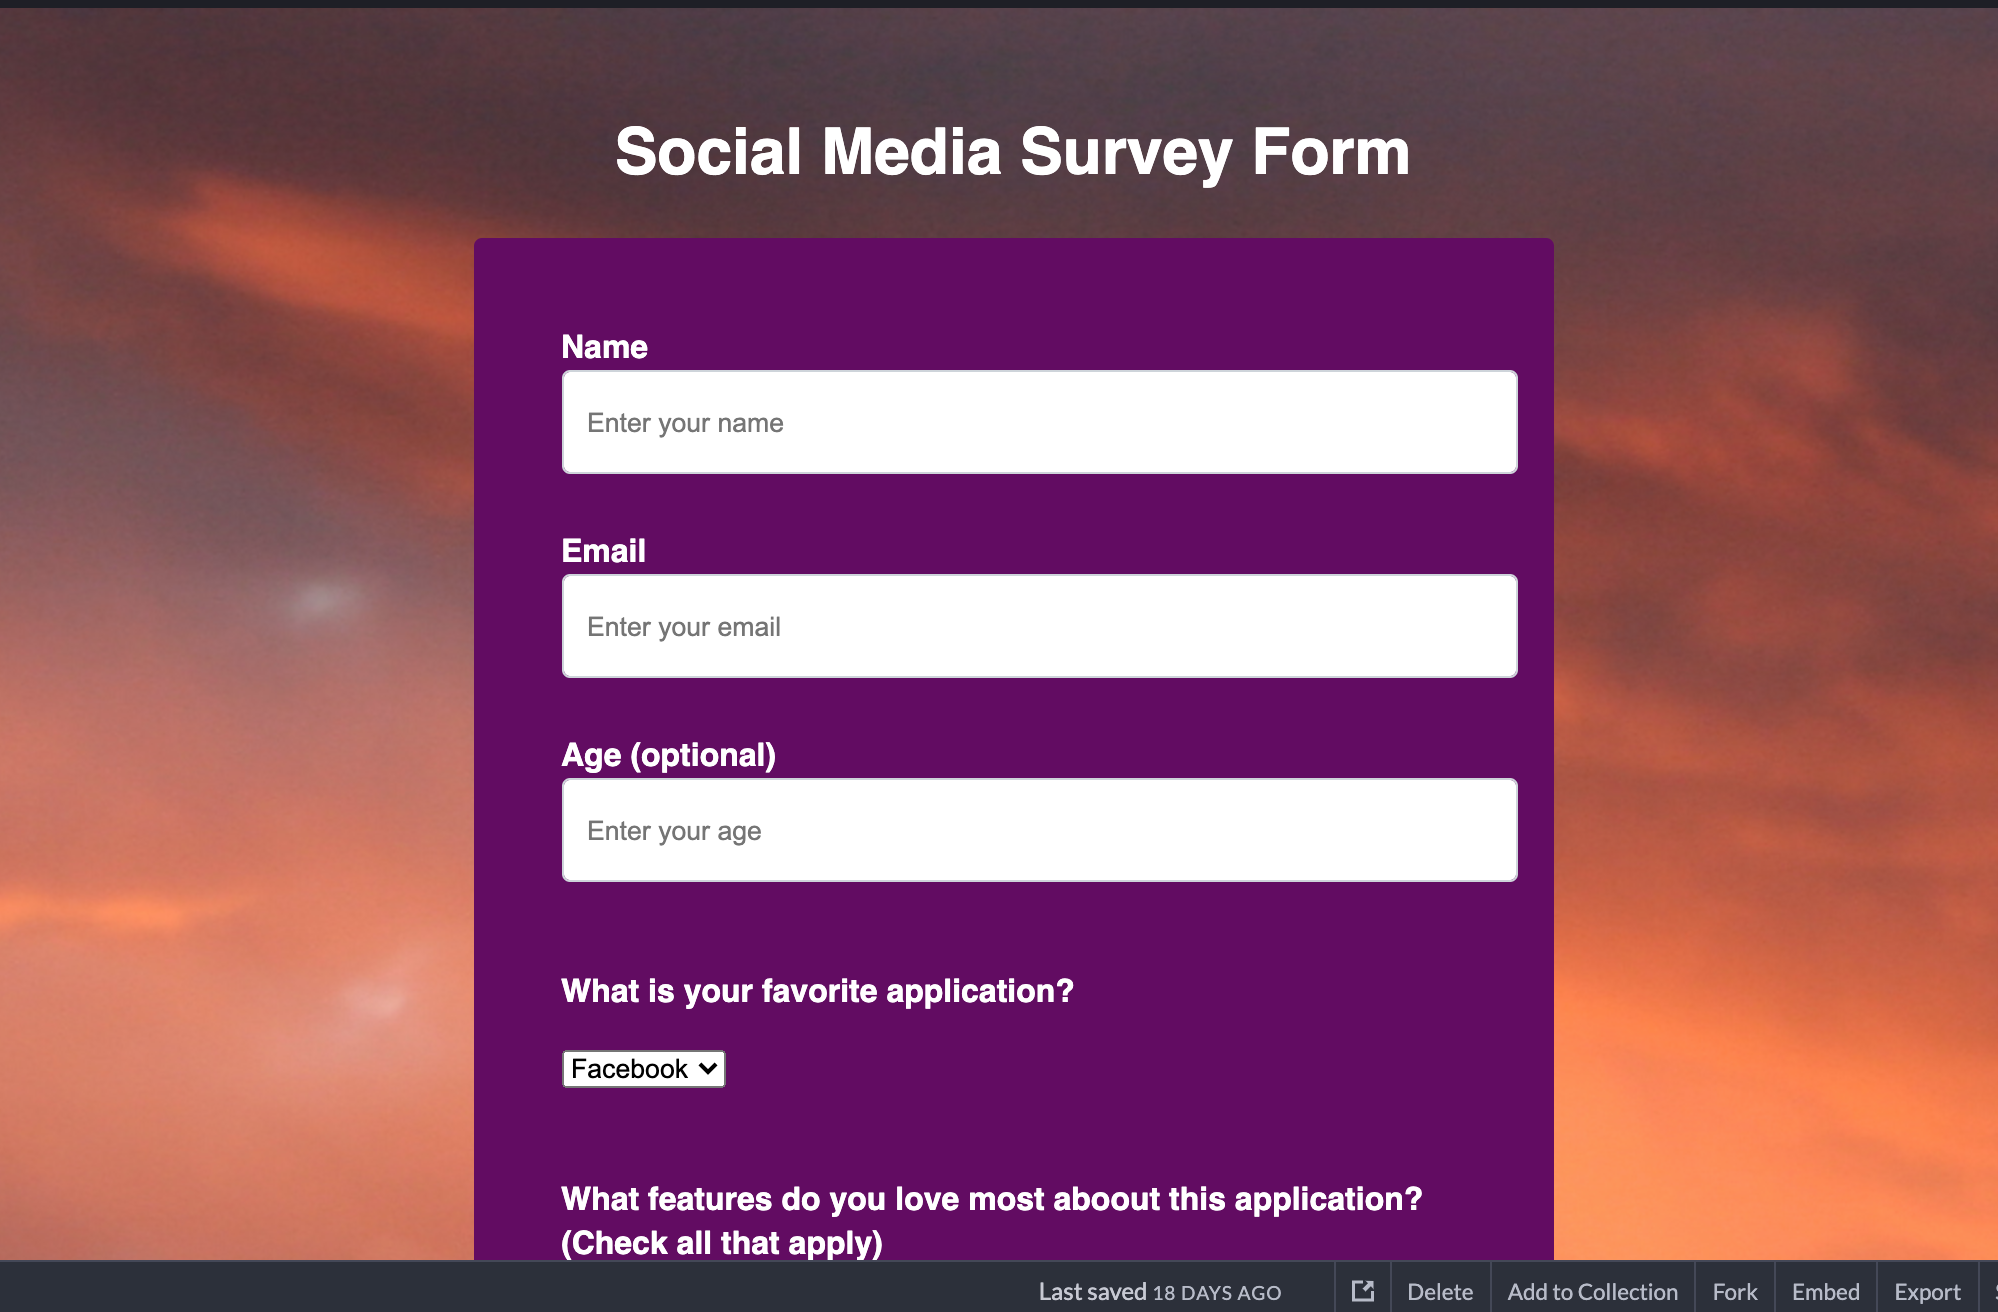 Social Media Survey Form
Name
Enter your name
Email
Enter your email
Age (optional)
Enter your age
What is your favorite application?
Facebook
What features do you love most aboout this application?
(Check all that apply)
Last saved 18 DAYS AGO Delete Add to Collection Fork Embed Export